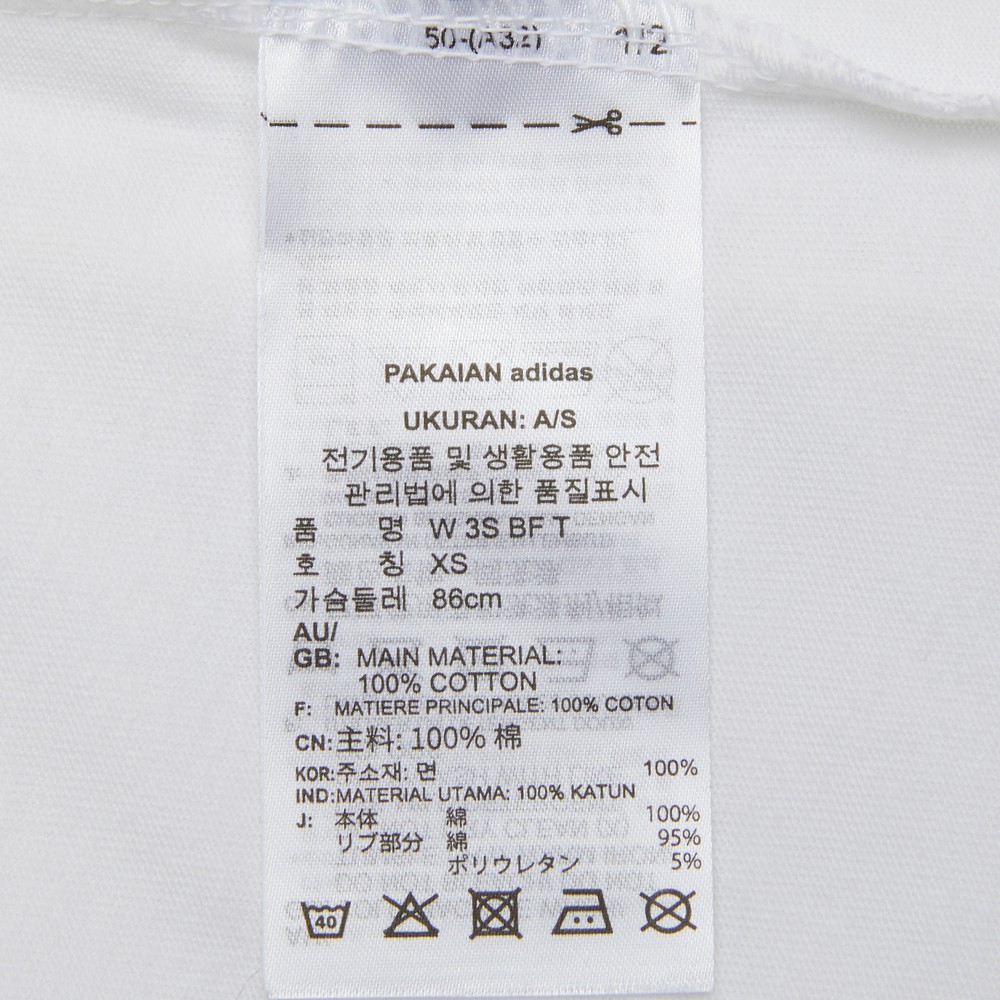 50-(A32) 1/2
PAKAIAN adidas
UKURAN: A/S
전기용품 및 생활용품 안전
관리법에 의한 품질표시
품 명 W 3S BF T
호 칭 XS
가슴둘레 86cm
AU/
GB: MAIN MATERIAL:
100% COTTON
F: MATIERE PRINCIPALE: 100% COTON
CN: 主料: 100% 棉
KOR:주소재: 면 100%
IND:MATERIAL UTAMA: 100% KATUN
J: 本体 綿 100%
リブ部分 綿 95%
ポリウレタン 5%
40